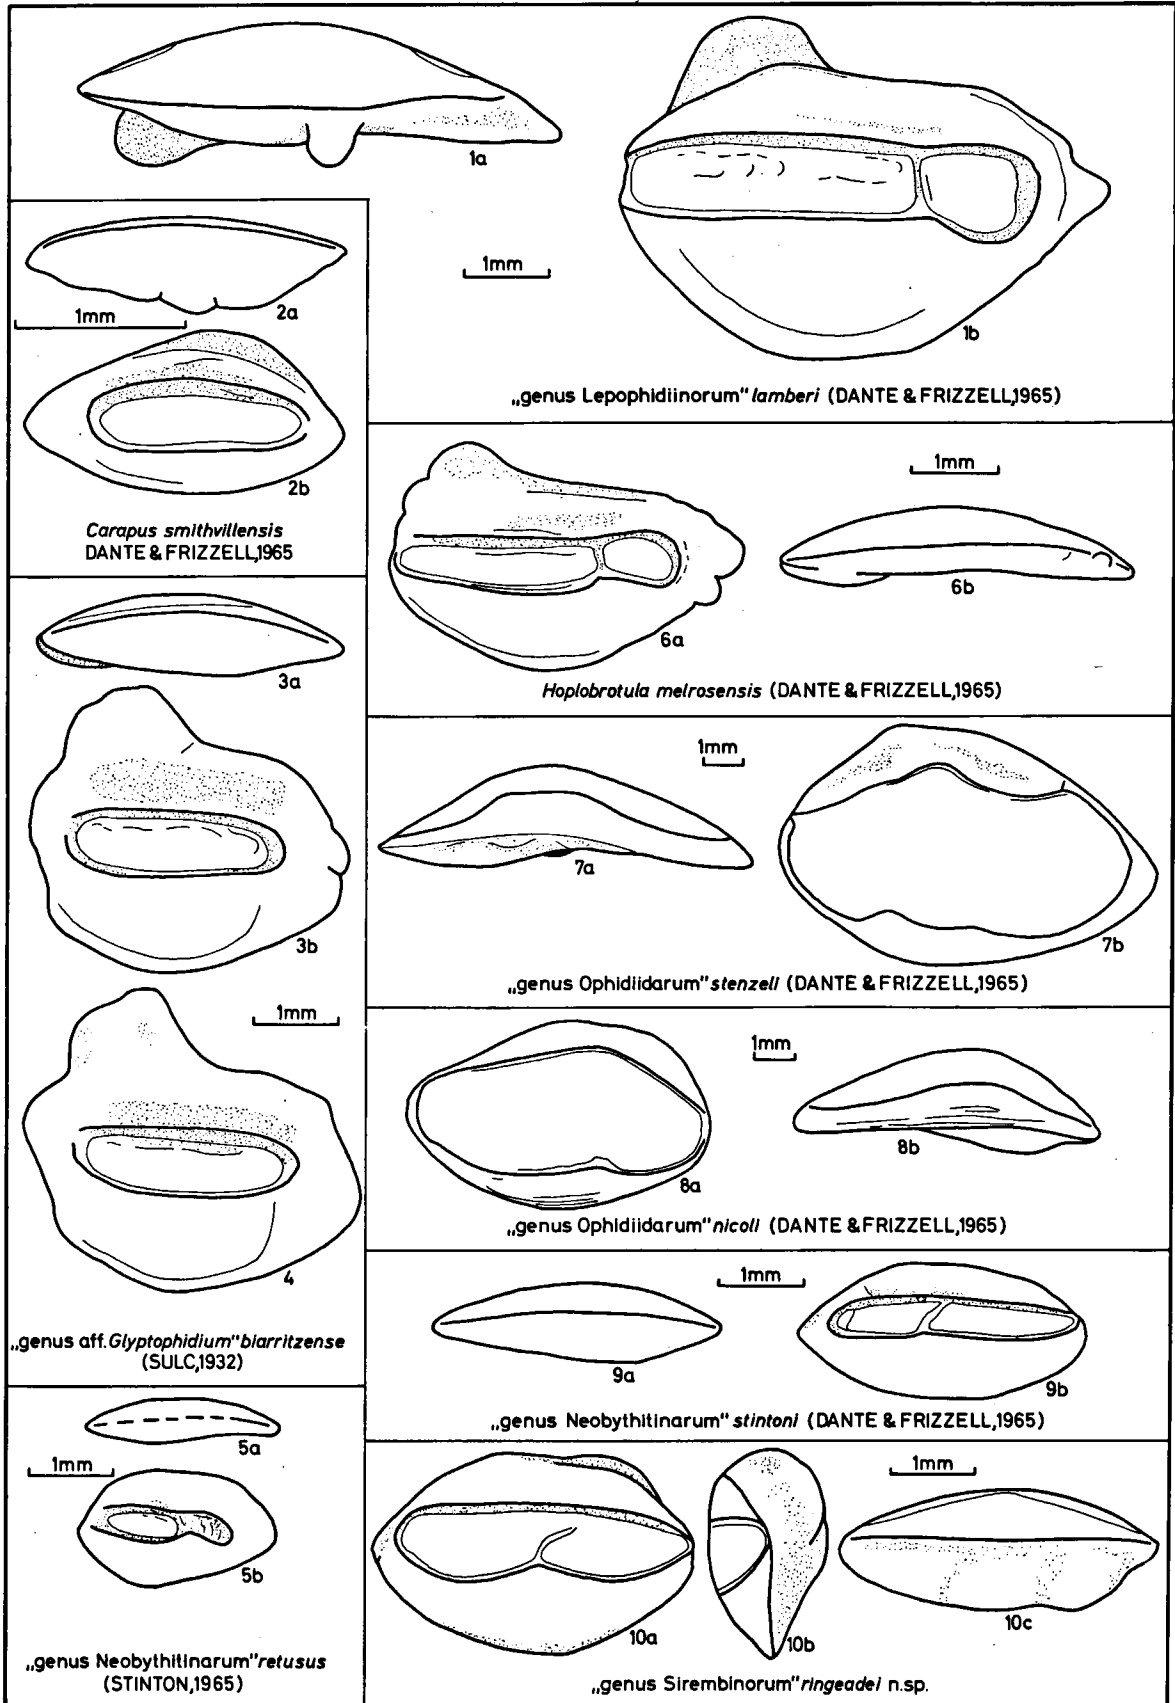 1a
1mm
1b
„genus Lepophidiinorum" lamberi (DANTE & FRIZZELL,1965)
2a
1mm
2b
Carapus smithvillensis
DANTE & FRIZZELL,1965
3a
3b
1mm
4
„genus aff. Glyptophidium" biarritzense
(SULC,1932)
5a
1mm
5b
„genus Neobythitinarum" retusus
(STINTON,1965)
1mm
6a
6b
Hoplobrotula melrosensis (DANTE & FRIZZELL,1965)
1mm
7a
7b
„genus Ophidiidarum" stenzeli (DANTE & FRIZZELL,1965)
1mm
8a
8b
„genus Ophidiidarum" nicoli (DANTE & FRIZZELL,1965)
1mm
9a
9b
„genus Neobythitinarum" stintoni (DANTE & FRIZZELL,1965)
1mm
10a
10b
10c
„genus Sirembinorum" ringeadei n.sp.